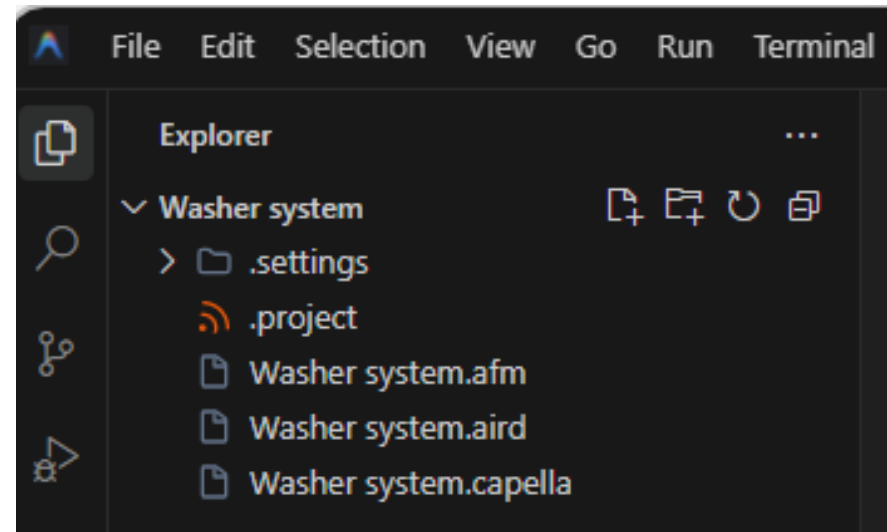 File Edit Selection View Go Run Terminal
Explorer
Washer system
.settings
.project
Washer system.afm
Washer system.aird
Washer system.capella